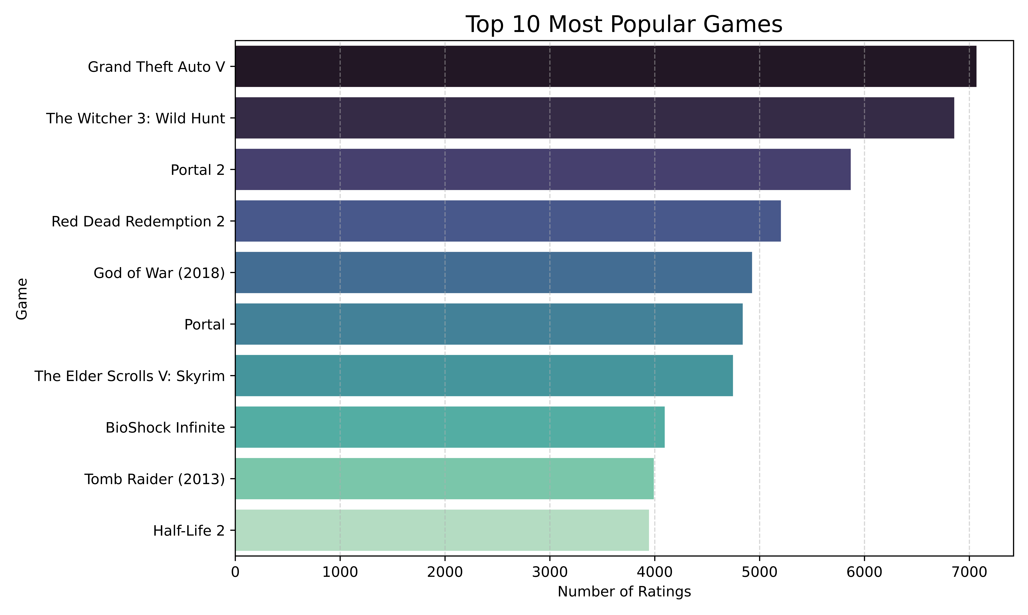 Top 10 Most Popular Games
Grand Theft Auto V
The Witcher 3: Wild Hunt
Portal 2
Red Dead Redemption 2
God of War (2018)
Portal
The Elder Scrolls V: Skyrim
BioShock Infinite
Tomb Raider (2013)
Half-Life 2
Game
0 1000 2000 3000 4000 5000 6000 7000
Number of Ratings